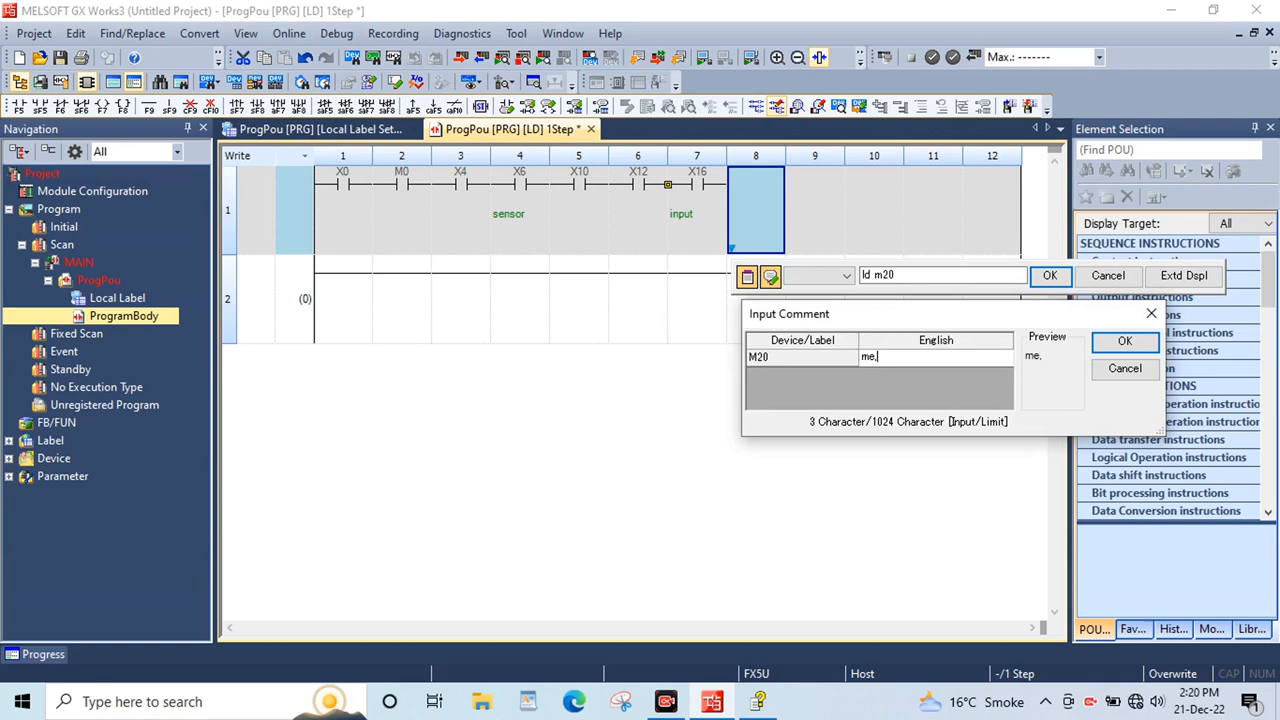 MELSOFT GX Works3 (Untitled Project) - [ProgPou [PRG] [LD] 1Step *]
Project Edit Find/Replace Convert View Online Debug Recording Diagnostics Tool Window Help
Max.: -------
Navigation
ProgPou [PRG] [Local Label Set...
ProgPou [PRG] [LD] 1Step *
Element Selection
All
(Find POU)
Write 1 2 3 4 5 6 7 8 9 10 11 12
Project
Module Configuration
Program
Initial
Scan
MAIN
ProgPou
Local Label
ProgramBody
Fixed Scan
Event
Standby
No Execution Type
Unregistered Program
FB/FUN
Label
Device
Parameter
X0 M0 X4 X6 X10 X12 X16
1
sensor input
2 (0)
ld m20
OK Cancel Extd Dspl
Input Comment
Device/Label English
M20 me,
Preview
me,
OK
Cancel
3 Character/1024 Character [Input/Limit]
Display Target: All
SEQUENCE INSTRUCTIONS
Output instructions
Data transfer instructions
Logical Operation instructions
Data shift instructions
Bit processing instructions
Data Conversion instructions
POU... Fav... Hist... Mo... Libr...
Progress
FX5U Host -/1 Step Overwrite CAP NUM
Type here to search
16°C Smoke
2:20 PM
21-Dec-22